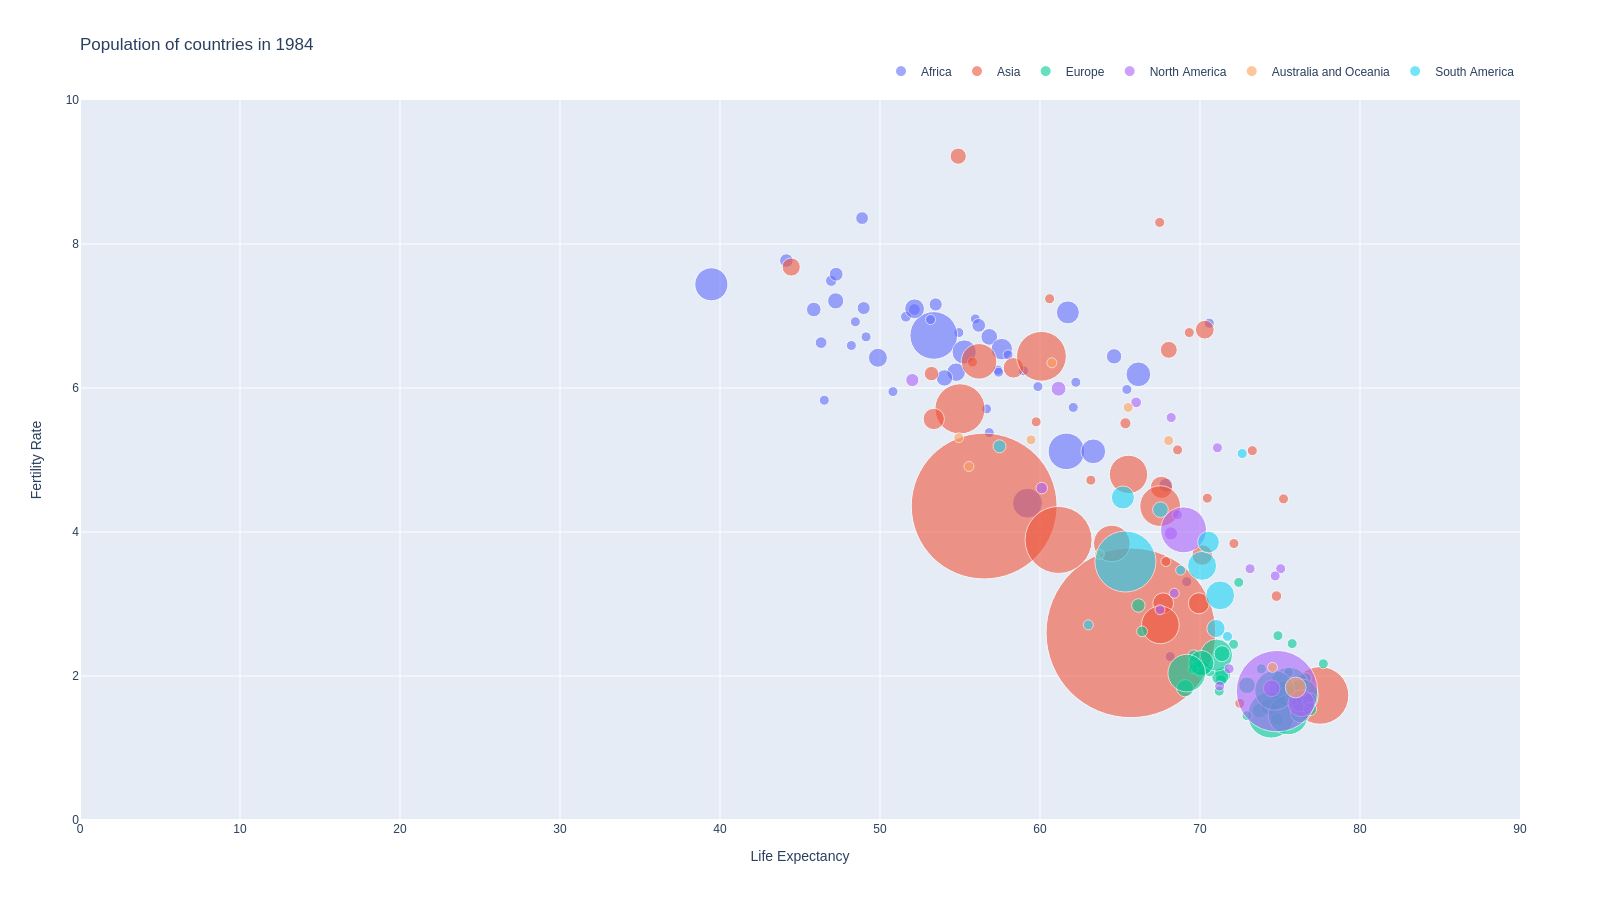 Population of countries in 1984
Africa Asia Europe North America Australia and Oceania South America
10
8
6
4
2
0
Fertility Rate
0 10 20 30 40 50 60 70 80 90
Life Expectancy